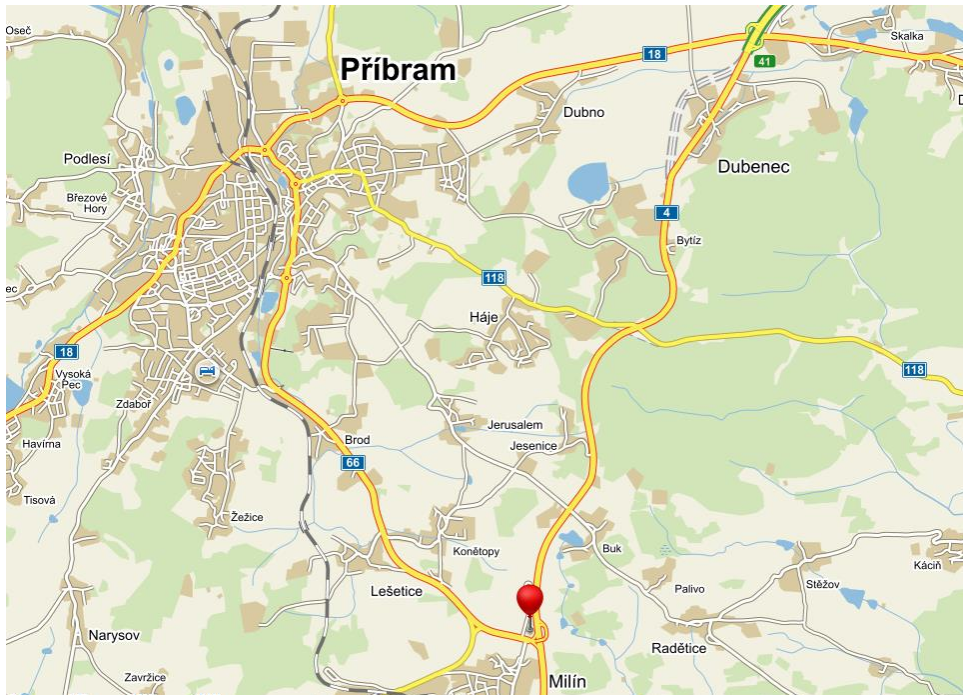 Oseč
Skalka
41
18
Příbram
Dubno
D
Podlesí
Dubenec
Březové
Hory
4
Bytíz
ec
118
Háje
18
Vysoká
Pec
118
Zdaboř
Jerusalem
Havírna
Brod
Jesenice
66
Tisová
Žežice
Konětopy
Buk
Káciň
Lešetice
Palivo
Stěžov
Narysov
Radětice
Zavržice
Milín